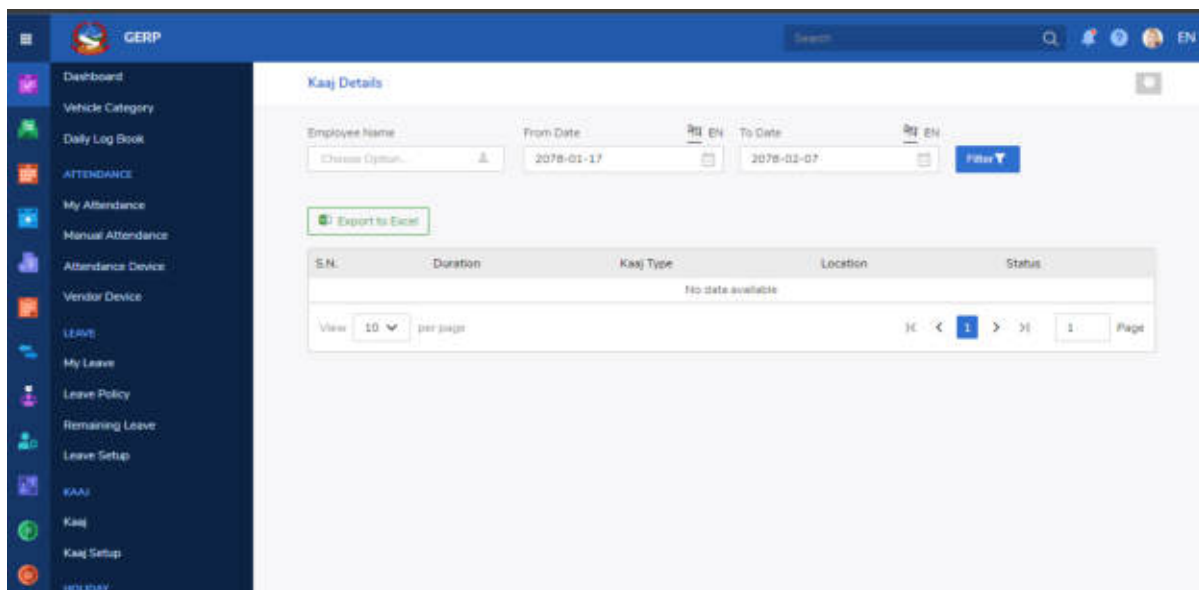 GERP
Search
EN
Dashboard
Vehicle Category
Daily Log Book
ATTENDANCE
My Attendance
Manual Attendance
Attendance Device
Vendor Device
LEAVE
My Leave
Leave Policy
Remaining Leave
Leave Setup
KAAJ
Kaaj
Kaaj Setup
HOLIDAY
Kaaj Details
Employee Name
Choose Option...
From Date नेपा EN
2078-01-17
To Date नेपा EN
2078-02-07
Filter
Export to Excel
S.N. Duration Kaaj Type Location Status
No data available
View 10 per page
1 1 Page